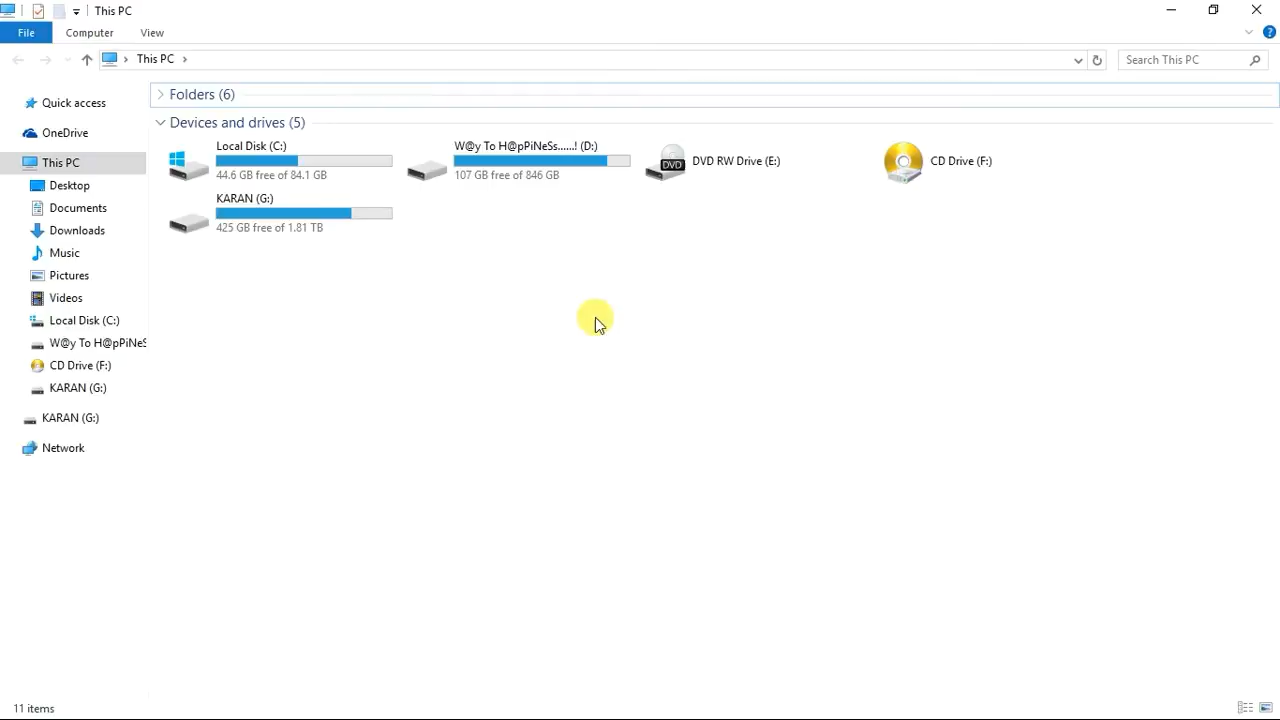 This PC
File Computer View
This PC
Search This PC
Quick access
OneDrive
This PC
Desktop
Documents
Downloads
Music
Pictures
Videos
Local Disk (C:)
W@y To H@pPiNeS
CD Drive (F:)
KARAN (G:)
KARAN (G:)
Network
Folders (6)
Devices and drives (5)
Local Disk (C:)
44.6 GB free of 84.1 GB
W@y To H@pPiNeSs......! (D:)
107 GB free of 846 GB
DVD
DVD RW Drive (E:)
CD Drive (F:)
KARAN (G:)
425 GB free of 1.81 TB
11 items